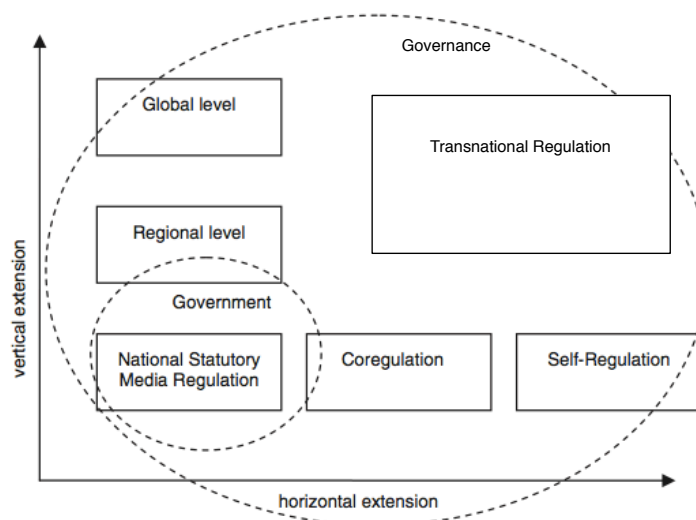 Governance
Global level
Transnational Regulation
Regional level
Government
National Statutory
Media Regulation
Coregulation
Self-Regulation
vertical extension
horizontal extension